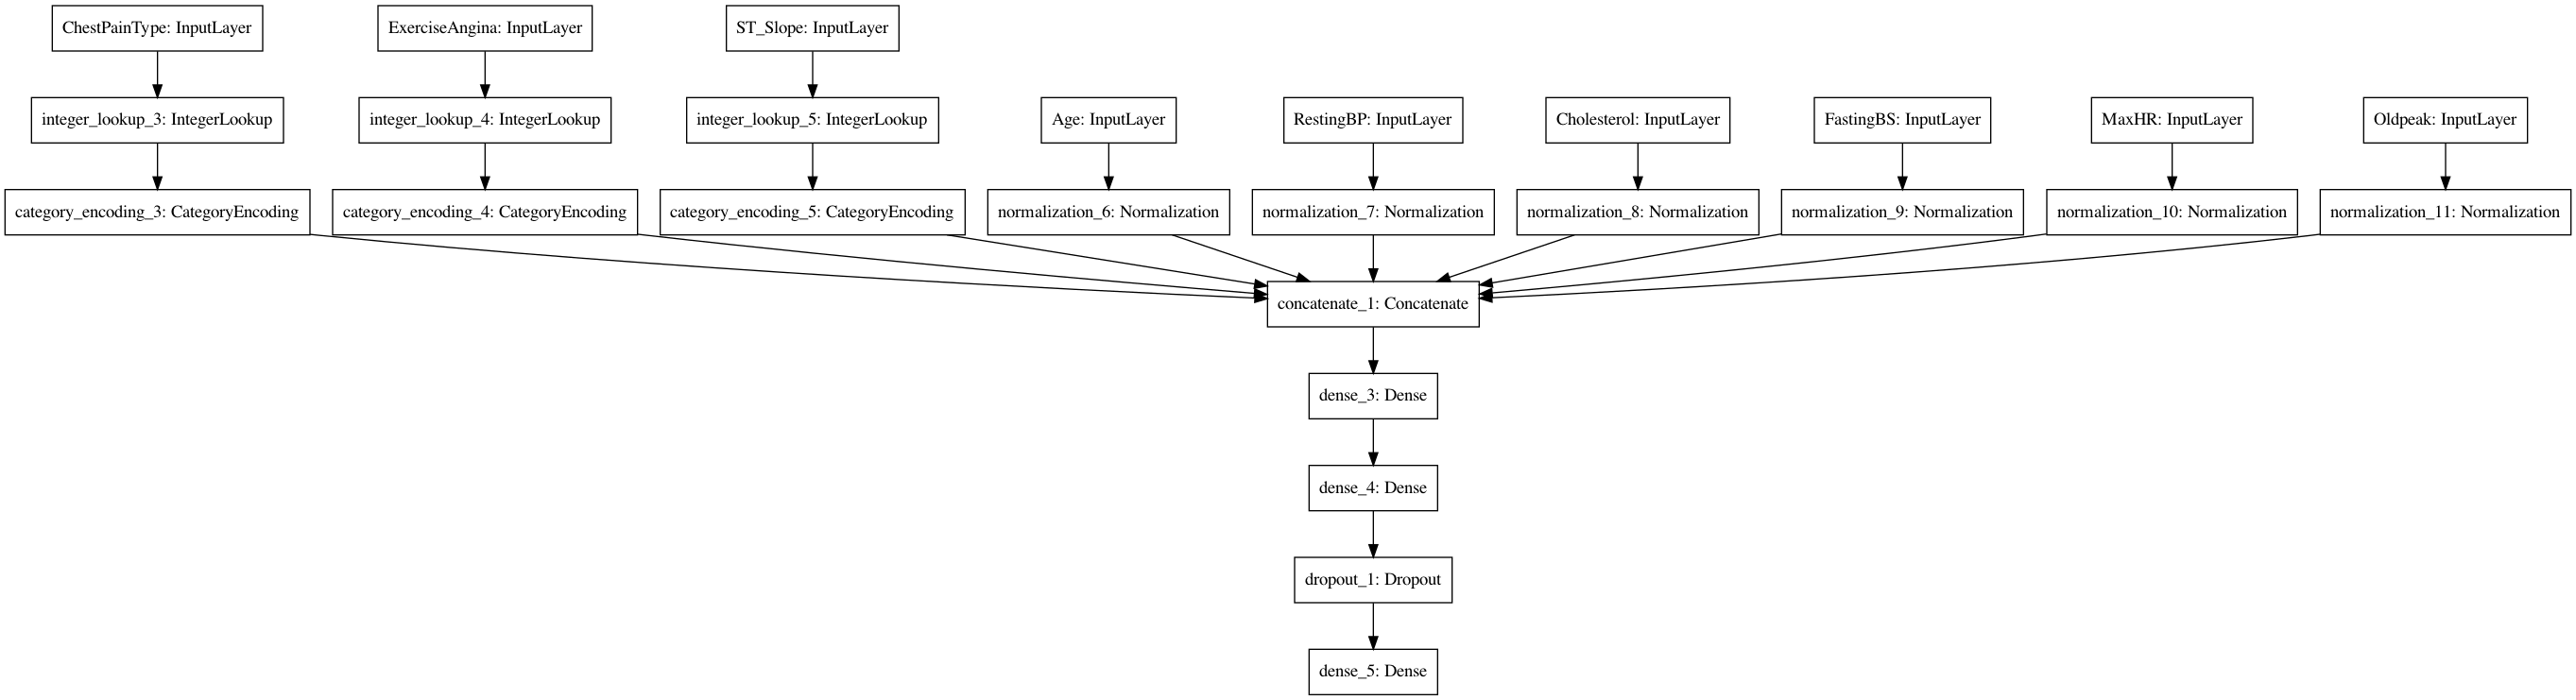 ChestPainType: InputLayer
ExerciseAngina: InputLayer
ST_Slope: InputLayer
integer_lookup_3: IntegerLookup
integer_lookup_4: IntegerLookup
integer_lookup_5: IntegerLookup
Age: InputLayer
RestingBP: InputLayer
Cholesterol: InputLayer
FastingBS: InputLayer
MaxHR: InputLayer
Oldpeak: InputLayer
category_encoding_3: CategoryEncoding
category_encoding_4: CategoryEncoding
category_encoding_5: CategoryEncoding
normalization_6: Normalization
normalization_7: Normalization
normalization_8: Normalization
normalization_9: Normalization
normalization_10: Normalization
normalization_11: Normalization
concatenate_1: Concatenate
dense_3: Dense
dense_4: Dense
dropout_1: Dropout
dense_5: Dense